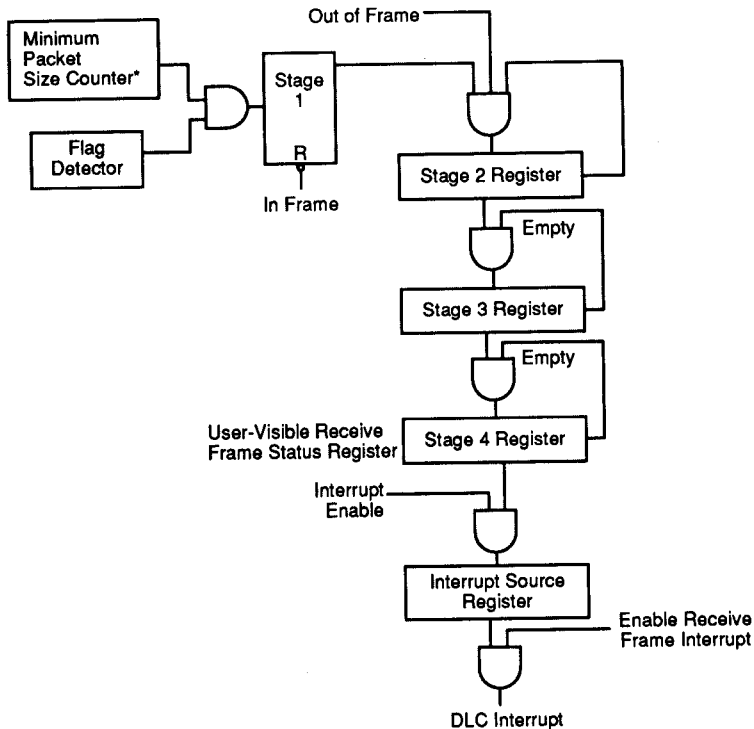 Out of Frame
Minimum
Packet
Size Counter*
Stage
1
R
Flag
Detector
In Frame
Stage 2 Register
Empty
Stage 3 Register
Empty
User-Visible Receive
Frame Status Register
Stage 4 Register
Interrupt
Enable
Interrupt Source
Register
Enable Receive
Frame Interrupt
DLC Interrupt